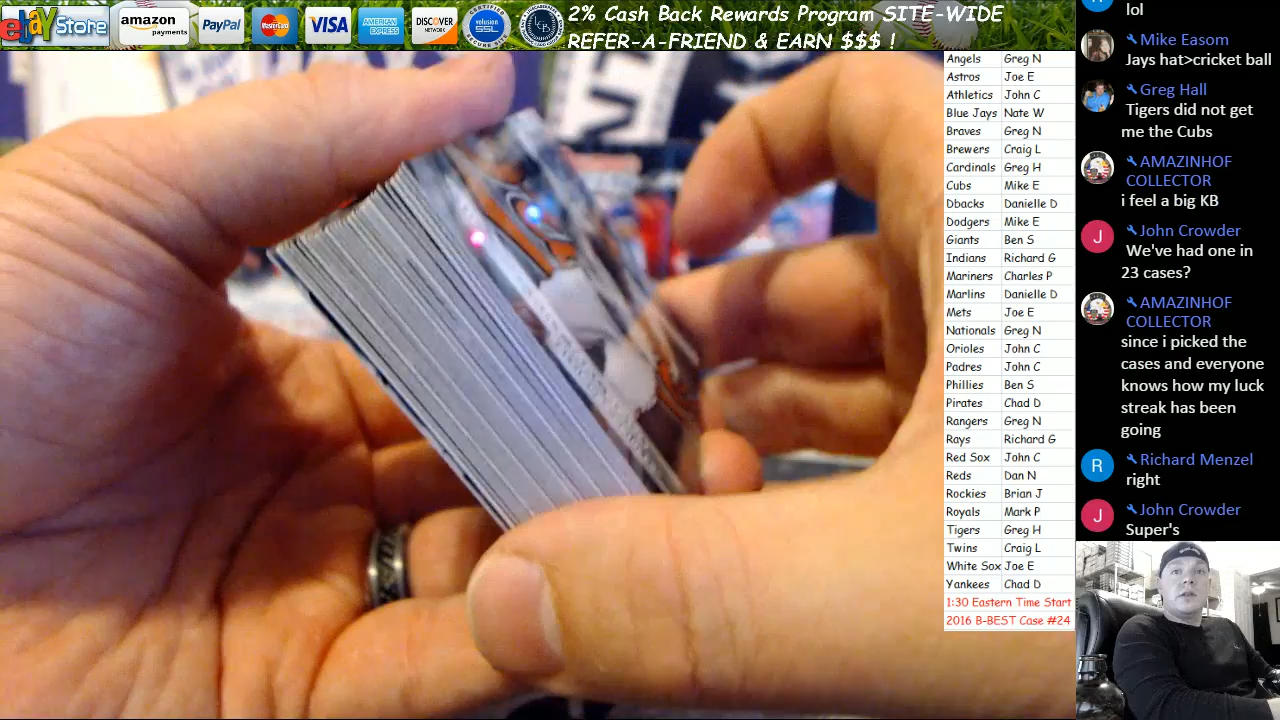 ebay Store
amazon
payments
PayPal
MasterCard
VISA
AMERICAN
EXPRESS
DISCOVER
NETWORK
volusion
SSL
2% Cash Back Rewards Program SITE-WIDE
REFER-A-FRIEND & EARN $$$ !
Angels Greg N
Astros Joe E
Athletics John C
Blue Jays Nate W
Braves Greg N
Brewers Craig L
Cardinals Greg H
Cubs Mike E
Dbacks Danielle D
Dodgers Mike E
Giants Ben S
Indians Richard G
Mariners Charles P
Marlins Danielle D
Mets Joe E
Nationals Greg N
Orioles John C
Padres John C
Phillies Ben S
Pirates Chad D
Rangers Greg N
Rays Richard G
Red Sox John C
Reds Dan N
Rockies Brian J
Royals Mark P
Tigers Greg H
Twins Craig L
White Sox Joe E
Yankees Chad D
1:30 Eastern Time Start
2016 B-BEST Case #24
lol
Mike Easom
Jays hat>cricket ball
Greg Hall
Tigers did not get
me the Cubs
AMAZINHOF
COLLECTOR
i feel a big KB
J
John Crowder
We've had one in
23 cases?
AMAZINHOF
COLLECTOR
since i picked the
cases and everyone
knows how my luck
streak has been
going
R
Richard Menzel
right
J
John Crowder
Super's